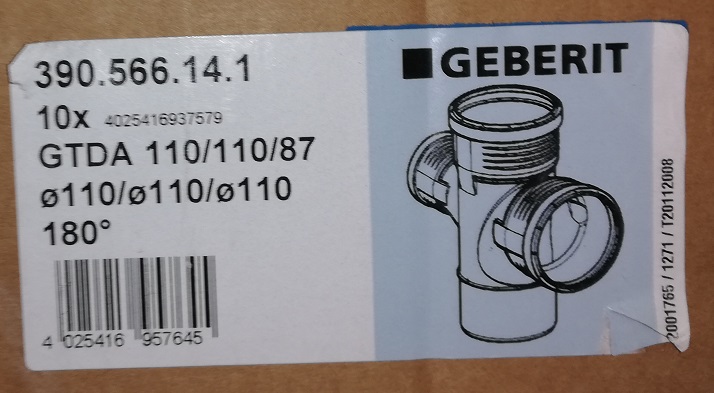 390.566.14.1
10x 4025416937579
GTDA 110/110/87
ø110/ø110/ø110
180°
4 025416 957645
GEBERIT
2001765 / 1271 / T20112008